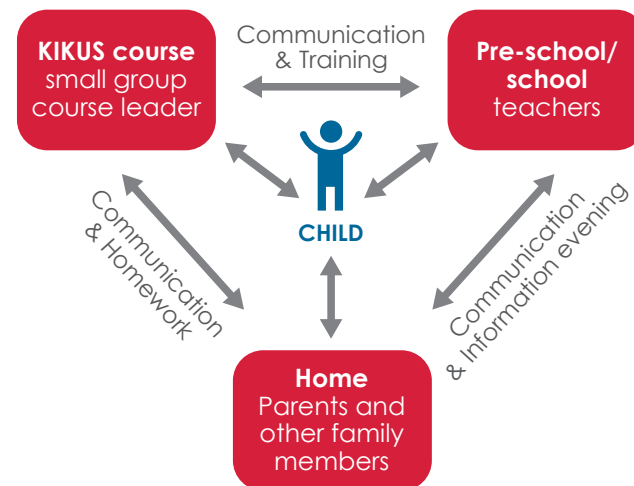 KIKUS course
small group
course leader
Communication
& Training
Pre-school/
school
teachers
CHILD
Communication
& Homework
Communication
& Information evening
Home
Parents and
other family
members